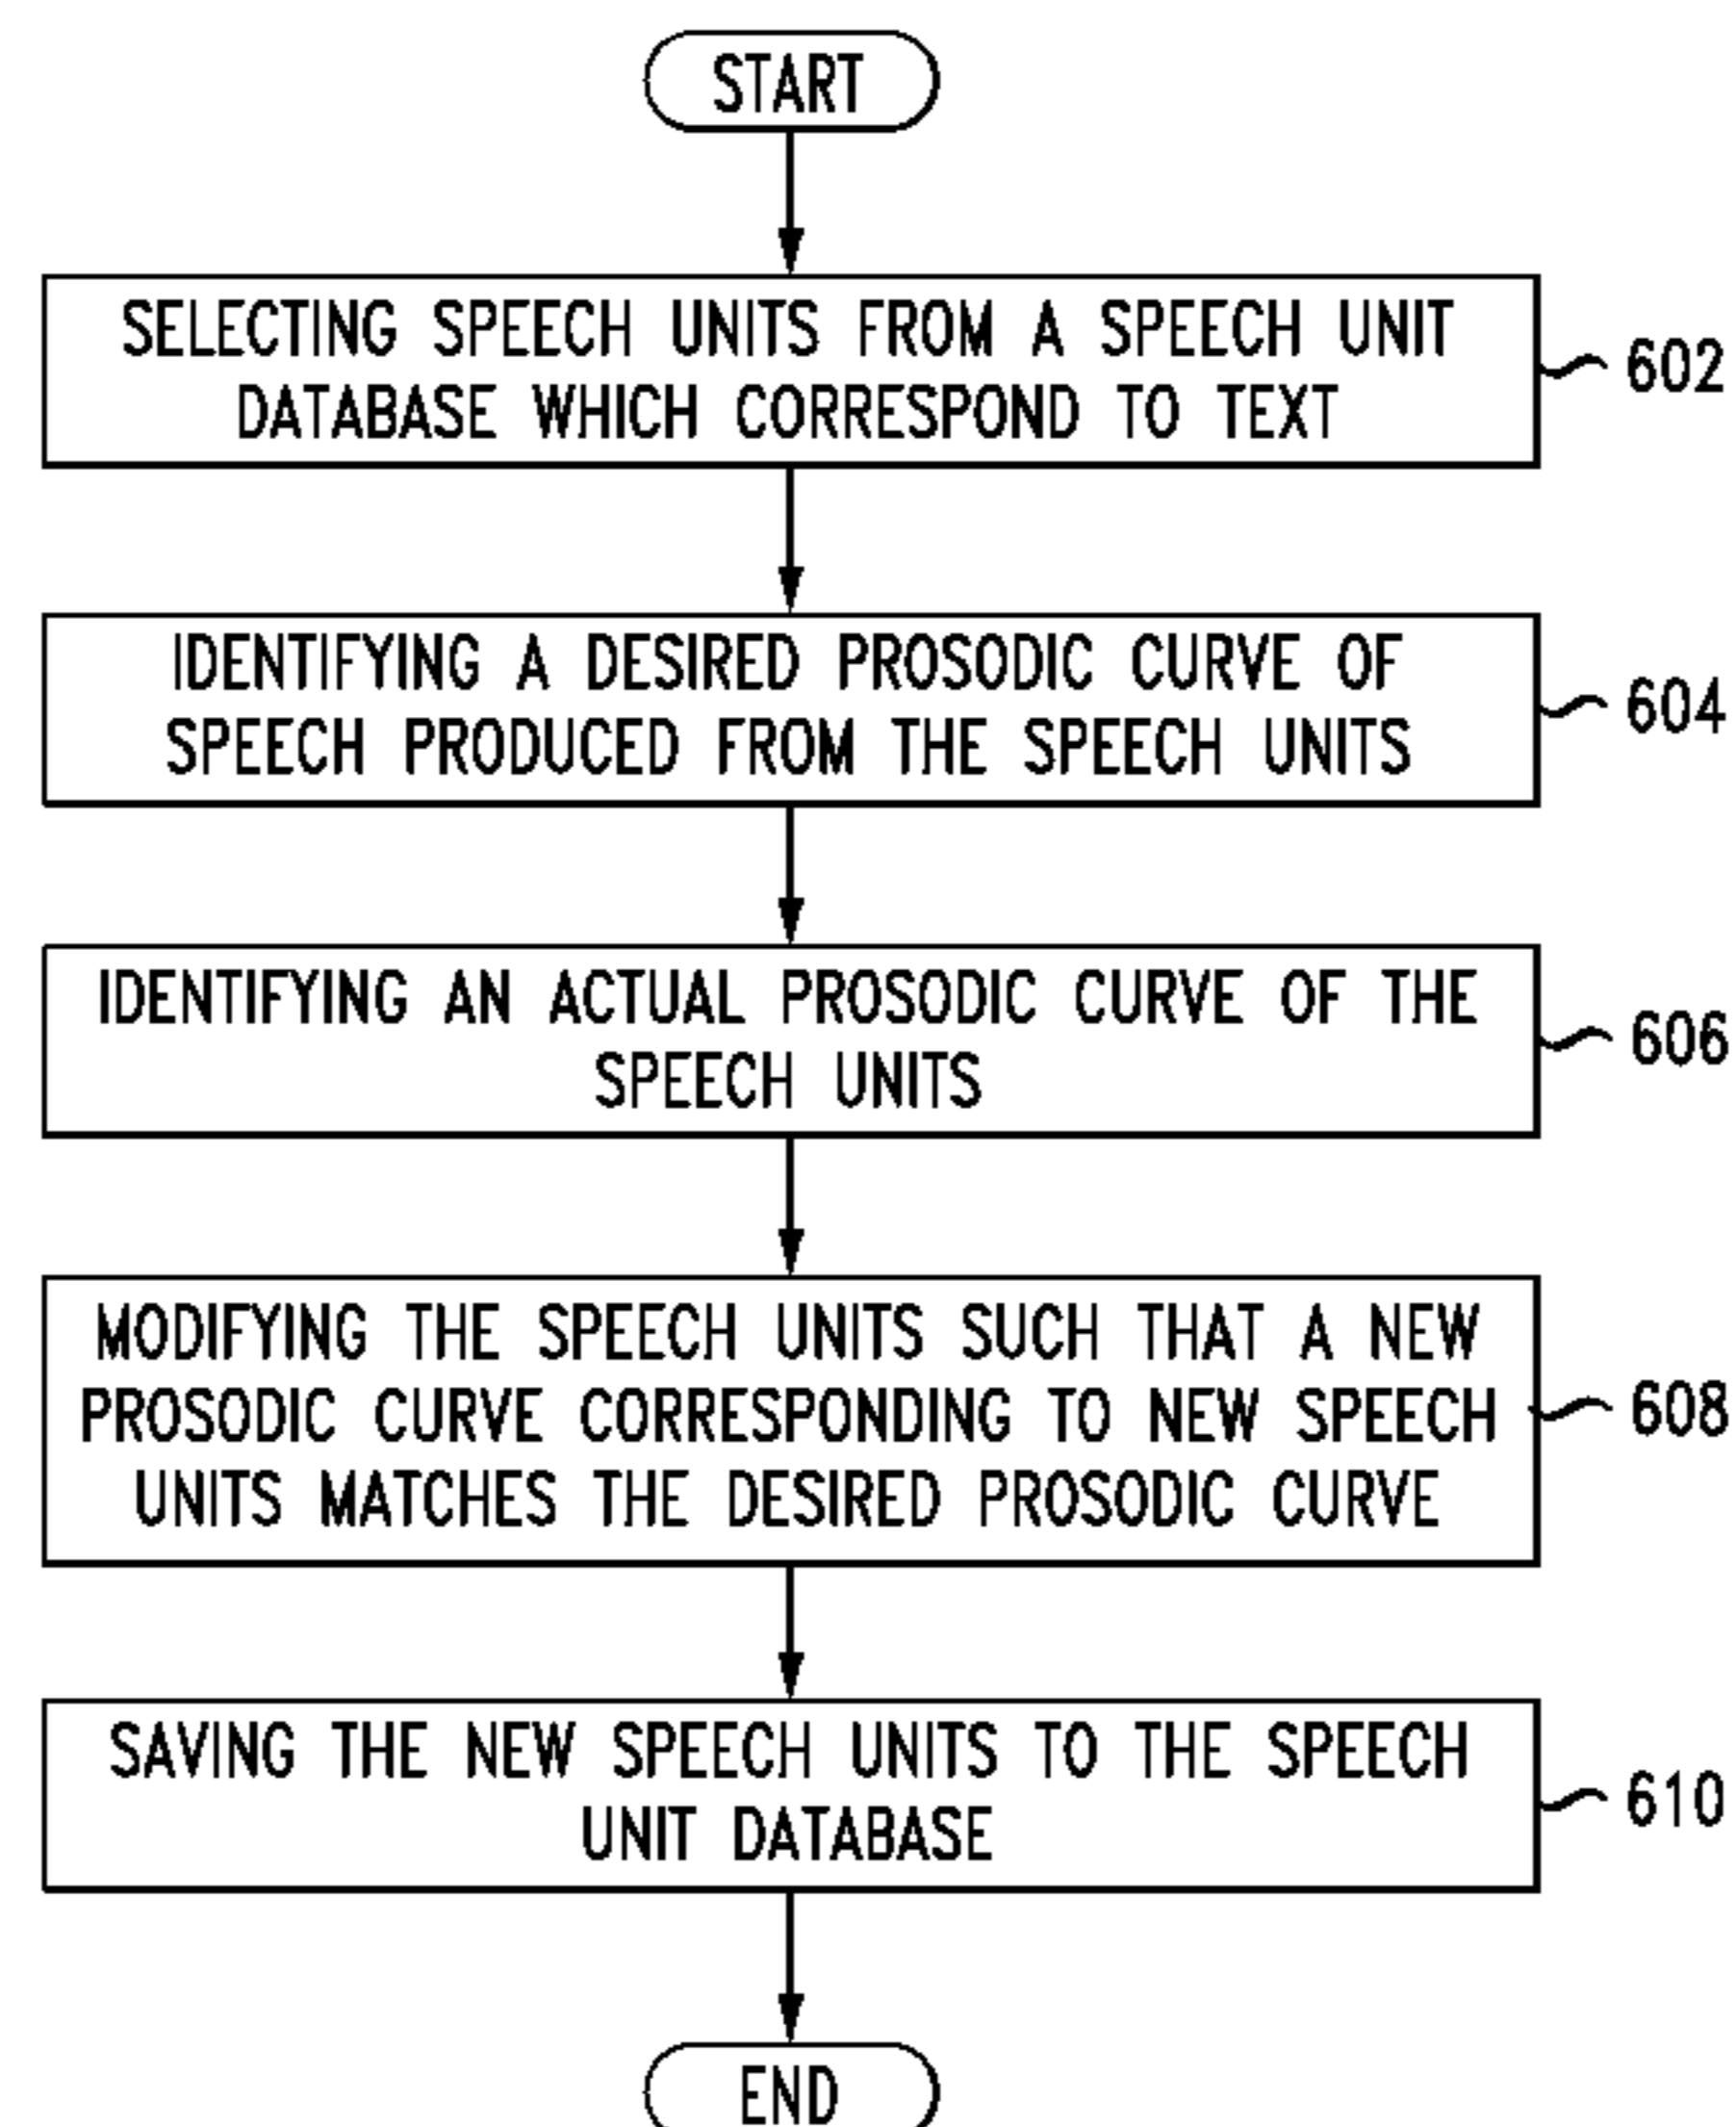 START
SELECTING SPEECH UNITS FROM A SPEECH UNIT
DATABASE WHICH CORRESPOND TO TEXT
602
IDENTIFYING A DESIRED PROSODIC CURVE OF
SPEECH PRODUCED FROM THE SPEECH UNITS
604
IDENTIFYING AN ACTUAL PROSODIC CURVE OF THE
SPEECH UNITS
606
MODIFYING THE SPEECH UNITS SUCH THAT A NEW
PROSODIC CURVE CORRESPONDING TO NEW SPEECH
UNITS MATCHES THE DESIRED PROSODIC CURVE
608
SAVING THE NEW SPEECH UNITS TO THE SPEECH
UNIT DATABASE
610
END